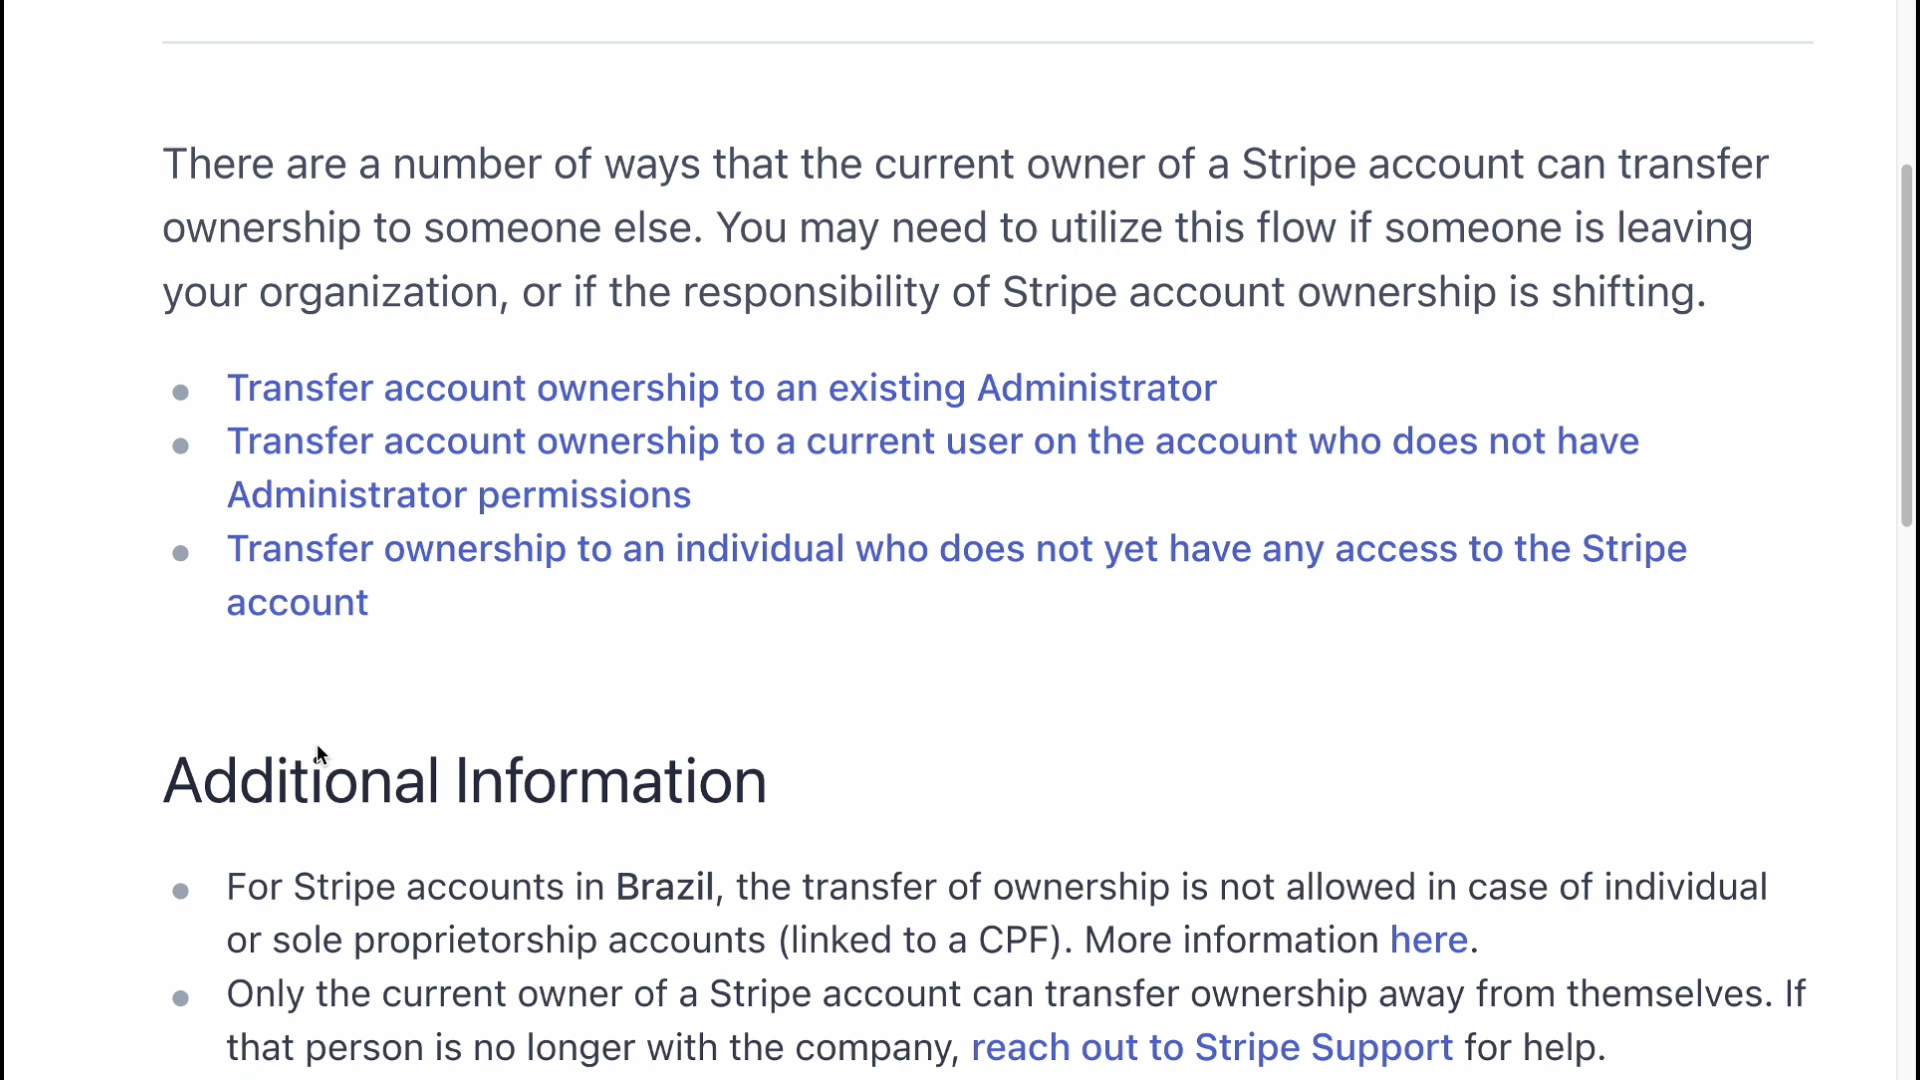 There are a number of ways that the current owner of a Stripe account can transfer
ownership to someone else. You may need to utilize this flow if someone is leaving
your organization, or if the responsibility of Stripe account ownership is shifting.
Transfer account ownership to an existing Administrator
Transfer account ownership to a current user on the account who does not have
Administrator permissions
Transfer ownership to an individual who does not yet have any access to the Stripe
account
Additional Information
For Stripe accounts in Brazil, the transfer of ownership is not allowed in case of individual
or sole proprietorship accounts (linked to a CPF). More information here.
Only the current owner of a Stripe account can transfer ownership away from themselves. If
that person is no longer with the company, reach out to Stripe Support for help.